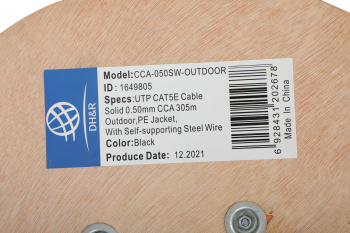 Model:CCA-050SW-OUTDOOR
ID : 1649805
Specs:UTP CAT5E Cable
Solid 0.50mm CCA 305m
Outdoor,PE Jacket,
With Self-supporting Steel Wire
Color:Black
Produce Date: 12.2021
DH&R
6 928431 202678
Made In China